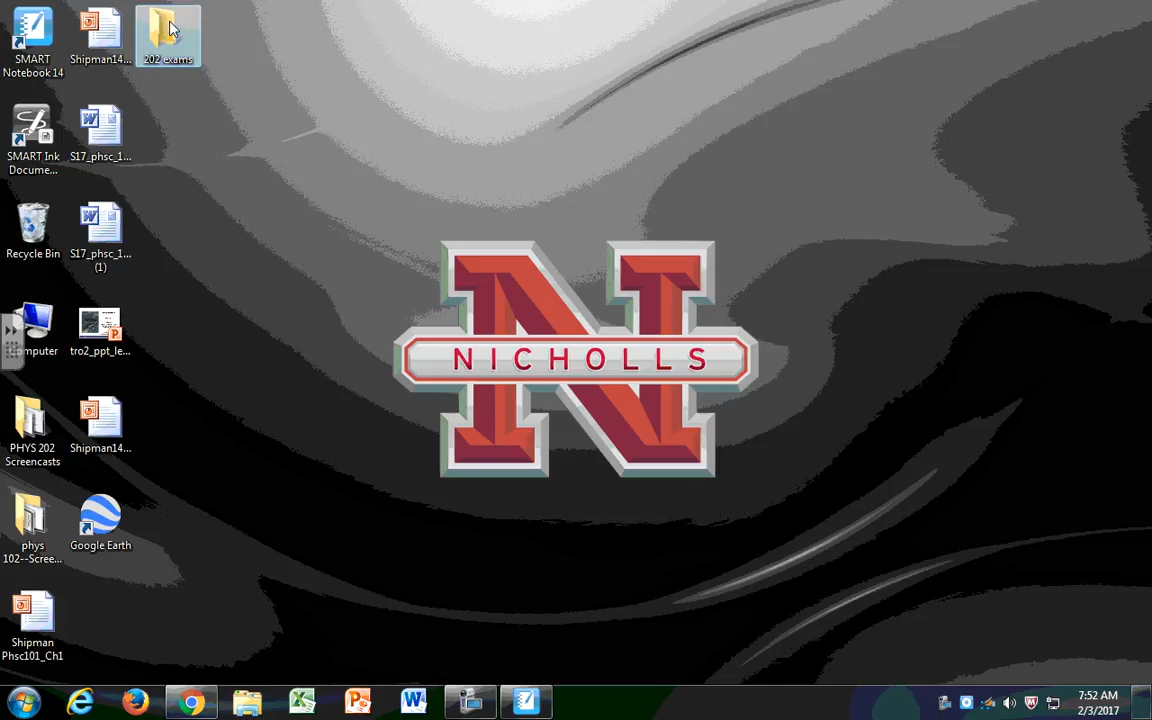 SMART
Notebook 14
Shipman14...
202 exams
SMART Ink
Docume...
S17_phsc_1...
Recycle Bin
S17_phsc_1...
(1)
Computer
tro2_ppt_le...
PHYS 202
Screencasts
Shipman14...
phys
102--Scree...
Google Earth
Shipman
Phsc101_Ch1
NICHOLLS
7:52 AM
2/3/2017